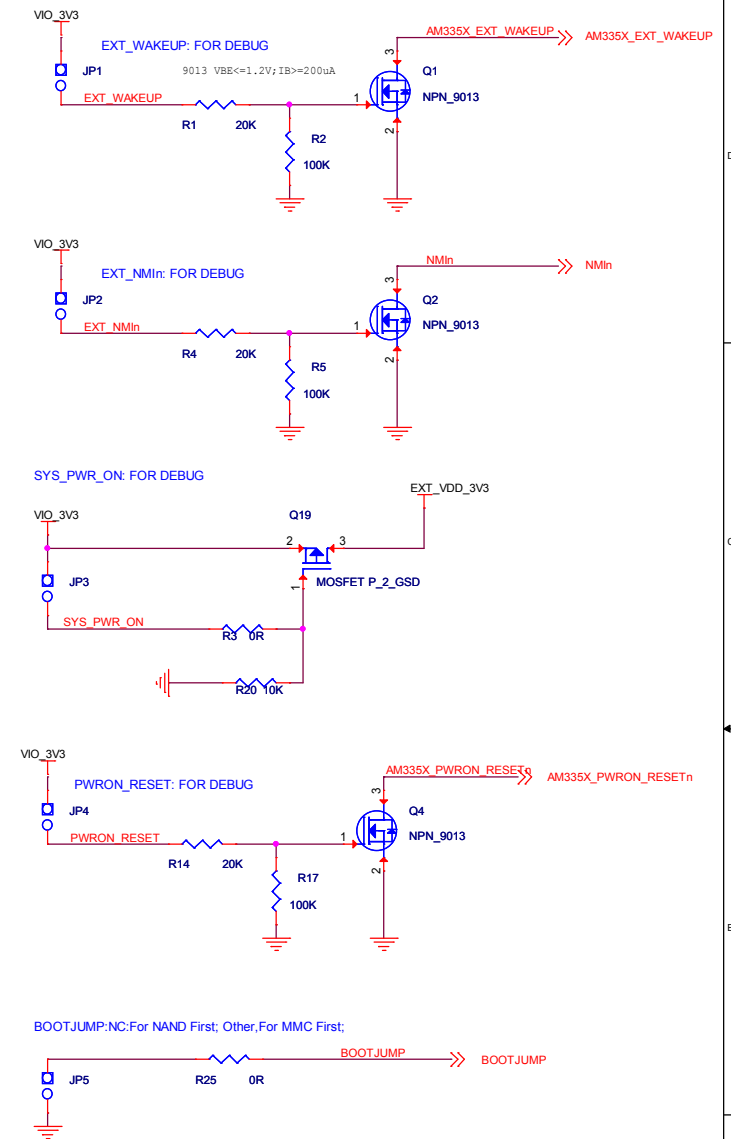 VIO_3V3
EXT_WAKEUP: FOR DEBUG
AM335X_EXT_WAKEUP
AM335X_EXT_WAKEUP
JP1
9013 VBE<=1.2V;IB>=200uA
3
Q1
EXT_WAKEUP
1
NPN_9013
R1 20K
2
R2
100K
D
VIO_3V3
EXT_NMIn: FOR DEBUG
NMIn
NMIn
JP2
3
Q2
EXT_NMIn
1
NPN_9013
R4 20K
2
R5
100K
SYS_PWR_ON: FOR DEBUG
EXT_VDD_3V3
VIO_3V3
Q19
2
3
C
JP3
1
MOSFET P_2_GSD
SYS_PWR_ON
R3 0R
R20 10K
VIO_3V3
PWRON_RESET: FOR DEBUG
AM335X_PWRON_RESETn
AM335X_PWRON_RESETn
JP4
3
Q4
PWRON_RESET
1
NPN_9013
R14 20K
2
R17
100K
BOOTJUMP:NC:For NAND First; Other,For MMC First;
BOOTJUMP
BOOTJUMP
JP5
R25 0R